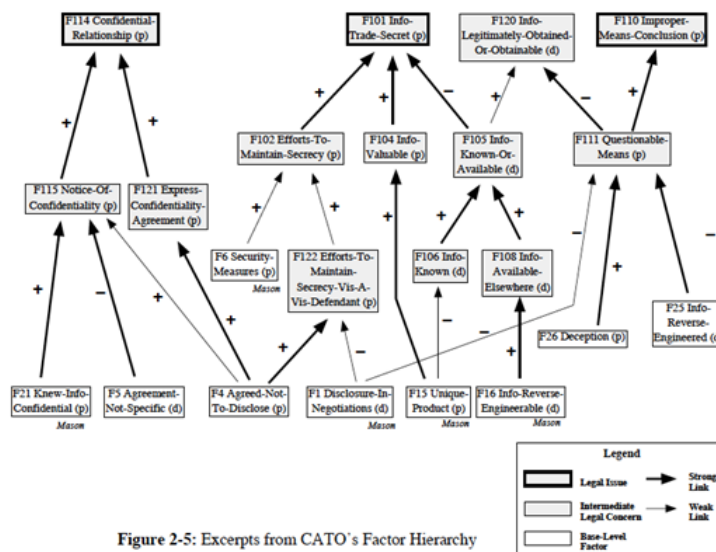 F114 Confidential-
Relationship (p)
F101 Info-
Trade-Secret (p)
F120 Info-
Legitimately-Obtained-
Or-Obtainable (d)
F110 Improper-
Means-Conclusion (p)
+
+
+
+
–
+
–
+
F102 Efforts-To-
Maintain-Secrecy (p)
F104 Info-
Valuable (p)
F105 Info-
Known-Or-
Available (d)
F111 Questionable-
Means (p)
F115 Notice-Of-
Confidentiality (p)
F121 Express-
Confidentiality-
Agreement (p)
+
+
+
+
–
+
–
F6 Security-
Measures (p)
Mason
F122 Efforts-To-
Maintain-
Secrecy-Vis-A-
Vis-Defendant (p)
F106 Info-
Known (d)
F108 Info-
Available-
Elsewhere (d)
+
–
+
+
+
–
+
–
+
F26 Deception (p)
F25 Info-
Reverse-
Engineered (d
F21 Knew-Info-
Confidential (p)
Mason
F5 Agreement-
Not-Specific (d)
F4 Agreed-Not-
To-Disclose (p)
F1 Disclosure-In-
Negotiations (d)
Mason
F15 Unique-
Product (p)
Mason
F16 Info-Reverse-
Engineerable (d)
Mason
Legend
Legal Issue
Strong
Link
Intermediate
Legal Concern
Weak
Link
Base-Level
Factor
Figure 2-5: Excerpts from CATO`s Factor Hierarchy